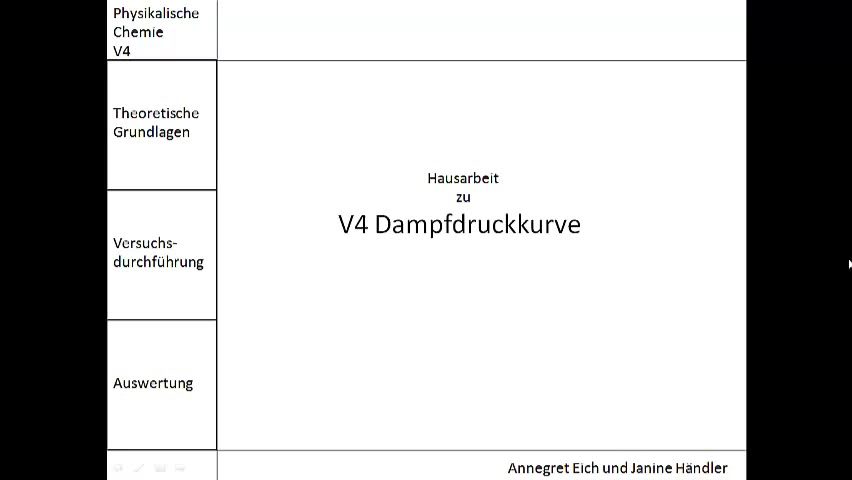 Physikalische
Chemie
V4
Theoretische
Grundlagen
Versuchs-
durchführung
Auswertung
Hausarbeit
zu
V4 Dampfdruckkurve
Annegret Eich und Janine Händler